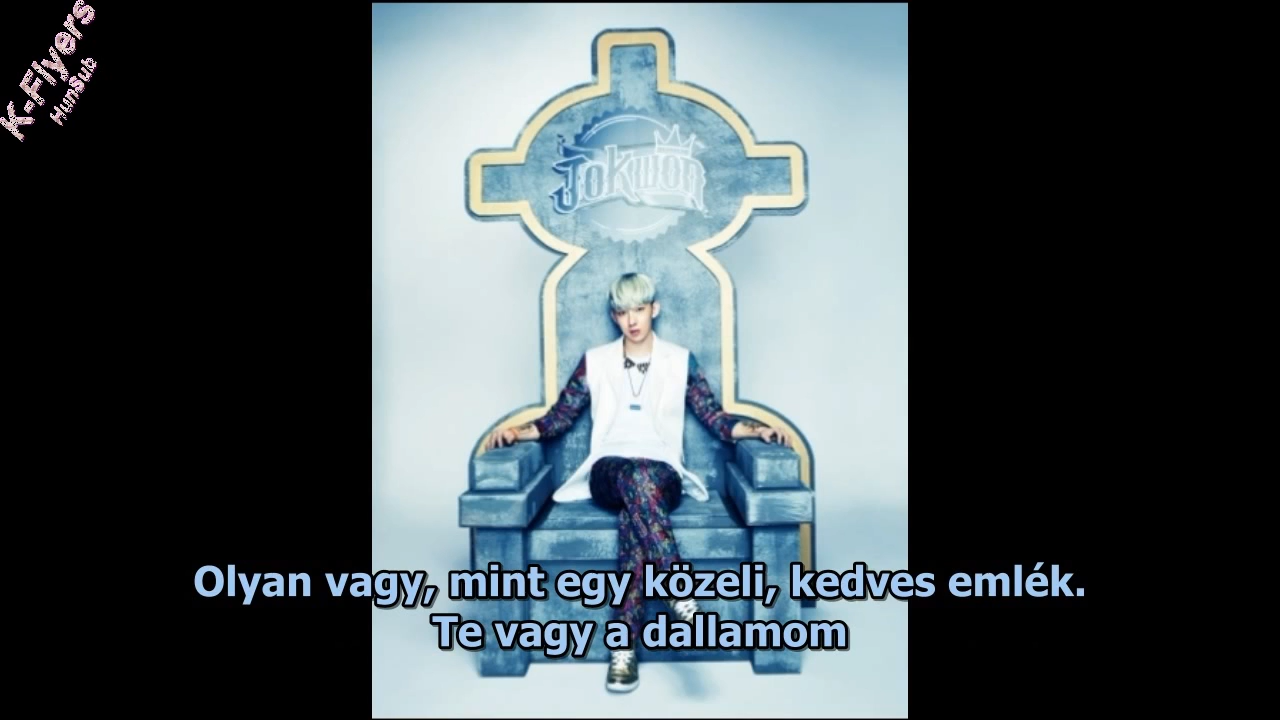 K-Flyers
HunSub
JoKwon
Olyan vagy, mint egy közeli, kedves emlék.
Te vagy a dallamom